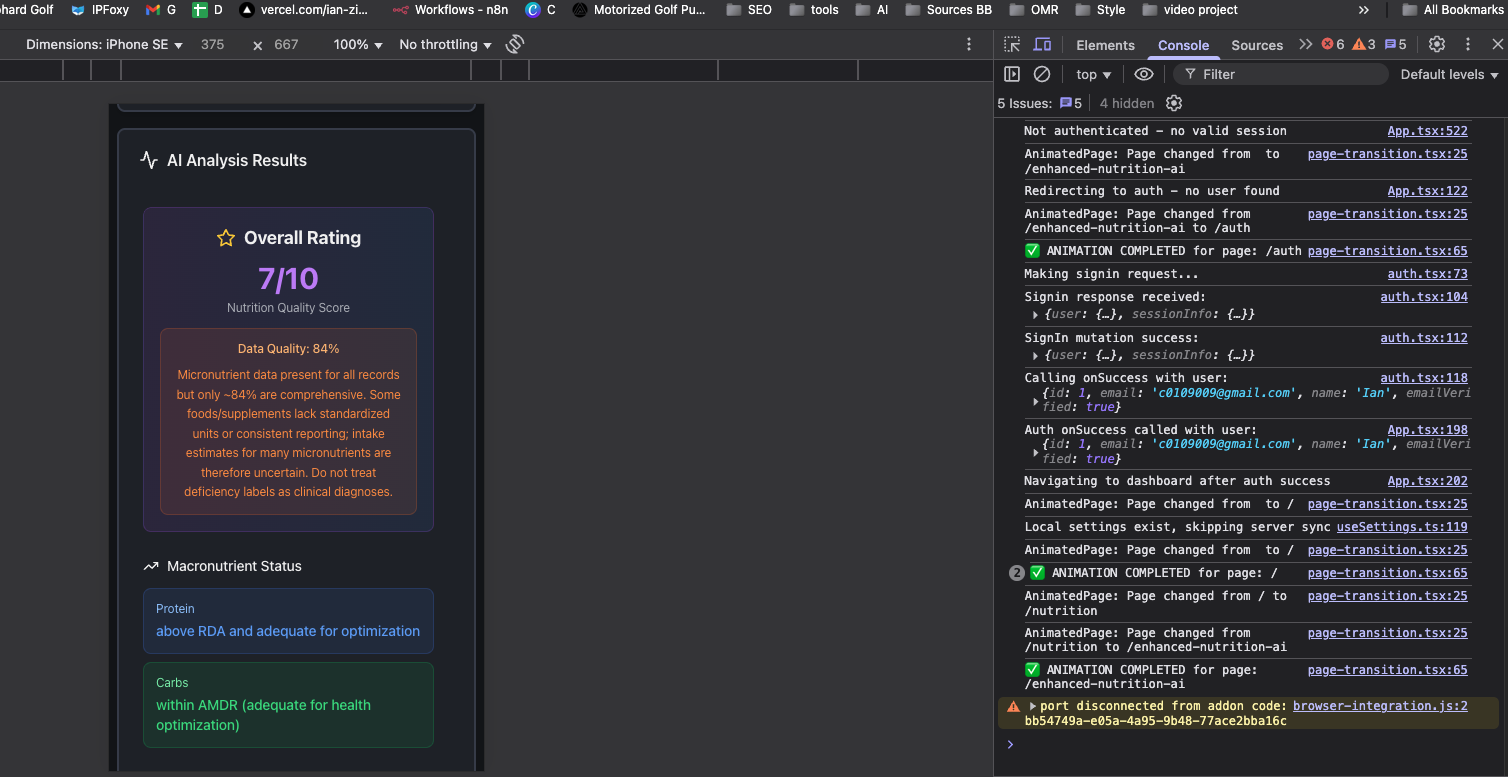 hard Golf IPFoxy G D vercel.com/ian-zi... Workflows - n8n C Motorized Golf Pu... SEO tools AI Sources BB OMR Style video project » All Bookmarks
Dimensions: iPhone SE ▼ 375 × 667 100% ▼ No throttling ▼
Elements Console Sources » 6 3 5
top ▼ Filter Default levels ▼
5 Issues: 5 4 hidden
AI Analysis Results
Overall Rating
7/10
Nutrition Quality Score
Data Quality: 84%
Micronutrient data present for all records
but only ~84% are comprehensive. Some
foods/supplements lack standardized
units or consistent reporting; intake
estimates for many micronutrients are
therefore uncertain. Do not treat
deficiency labels as clinical diagnoses.
Macronutrient Status
Protein
above RDA and adequate for optimization
Carbs
within AMDR (adequate for health
optimization)
Not authenticated – no valid session App.tsx:522
AnimatedPage: Page changed from  to page-transition.tsx:25
/enhanced-nutrition-ai
Redirecting to auth – no user found App.tsx:122
AnimatedPage: Page changed from page-transition.tsx:25
/enhanced-nutrition-ai to /auth
✅ ANIMATION COMPLETED for page: /auth page-transition.tsx:65
Making signin request... auth.tsx:73
Signin response received: auth.tsx:104
▶ {user: {…}, sessionInfo: {…}}
SignIn mutation success: auth.tsx:112
▶ {user: {…}, sessionInfo: {…}}
Calling onSuccess with user: auth.tsx:118
{id: 1, email: 'c0109009@gmail.com', name: 'Ian', emailVeri
fied: true}
Auth onSuccess called with user: App.tsx:198
{id: 1, email: 'c0109009@gmail.com', name: 'Ian', emailVeri
fied: true}
Navigating to dashboard after auth success App.tsx:202
AnimatedPage: Page changed from  to / page-transition.tsx:25
Local settings exist, skipping server sync useSettings.ts:119
AnimatedPage: Page changed from  to / page-transition.tsx:25
2 ✅ ANIMATION COMPLETED for page: / page-transition.tsx:65
AnimatedPage: Page changed from / to page-transition.tsx:25
/nutrition
AnimatedPage: Page changed from page-transition.tsx:25
/nutrition to /enhanced-nutrition-ai
✅ ANIMATION COMPLETED for page: page-transition.tsx:65
/enhanced-nutrition-ai
▶ port disconnected from addon code: browser-integration.js:2
bb54749a-e05a-4a95-9b48-77ace2bba16c